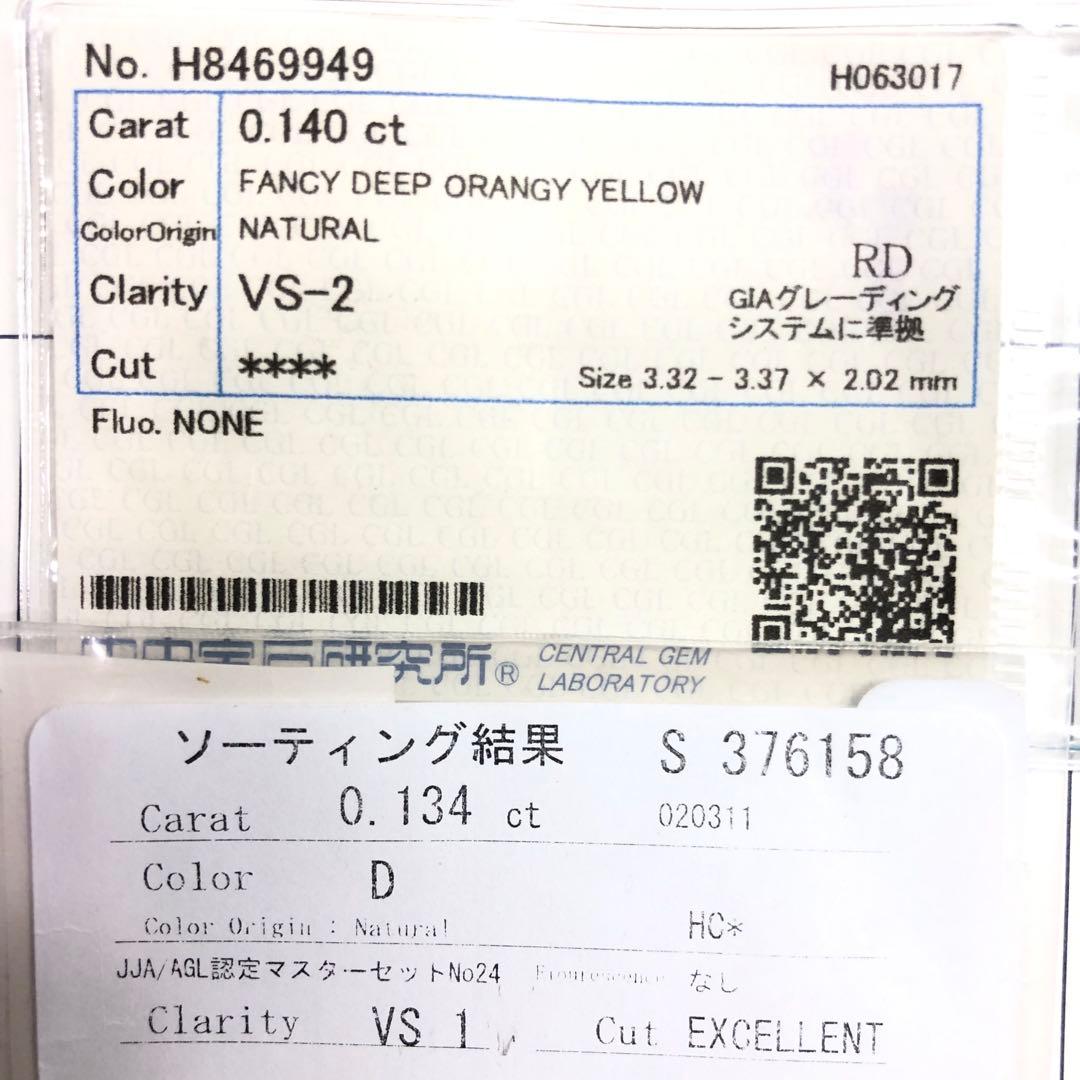 No. H8469949
H063017
Carat 0.140 ct
Color FANCY DEEP ORANGY YELLOW
ColorOrigin NATURAL
RD
Clarity VS-2
GIAグレーディング
システムに準拠
Cut ****
Size 3.32 - 3.37 × 2.02 mm
Fluo. NONE
中央宝石研究所® CENTRAL GEM
LABORATORY
ソーティング結果 S 376158
Carat 0.134 ct 020311
Color D
Color Origin : Natural HC*
JJA/AGL認定マスターセットNo24 なし
Clarity VS 1 Cut EXCELLENT